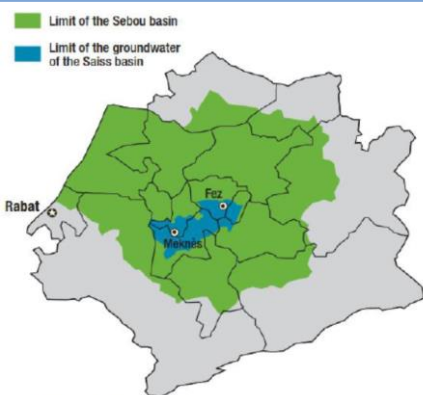 Limit of the Sebou basin
Limit of the groundwater
of the Saiss basin
Fez
Rabat
Meknès